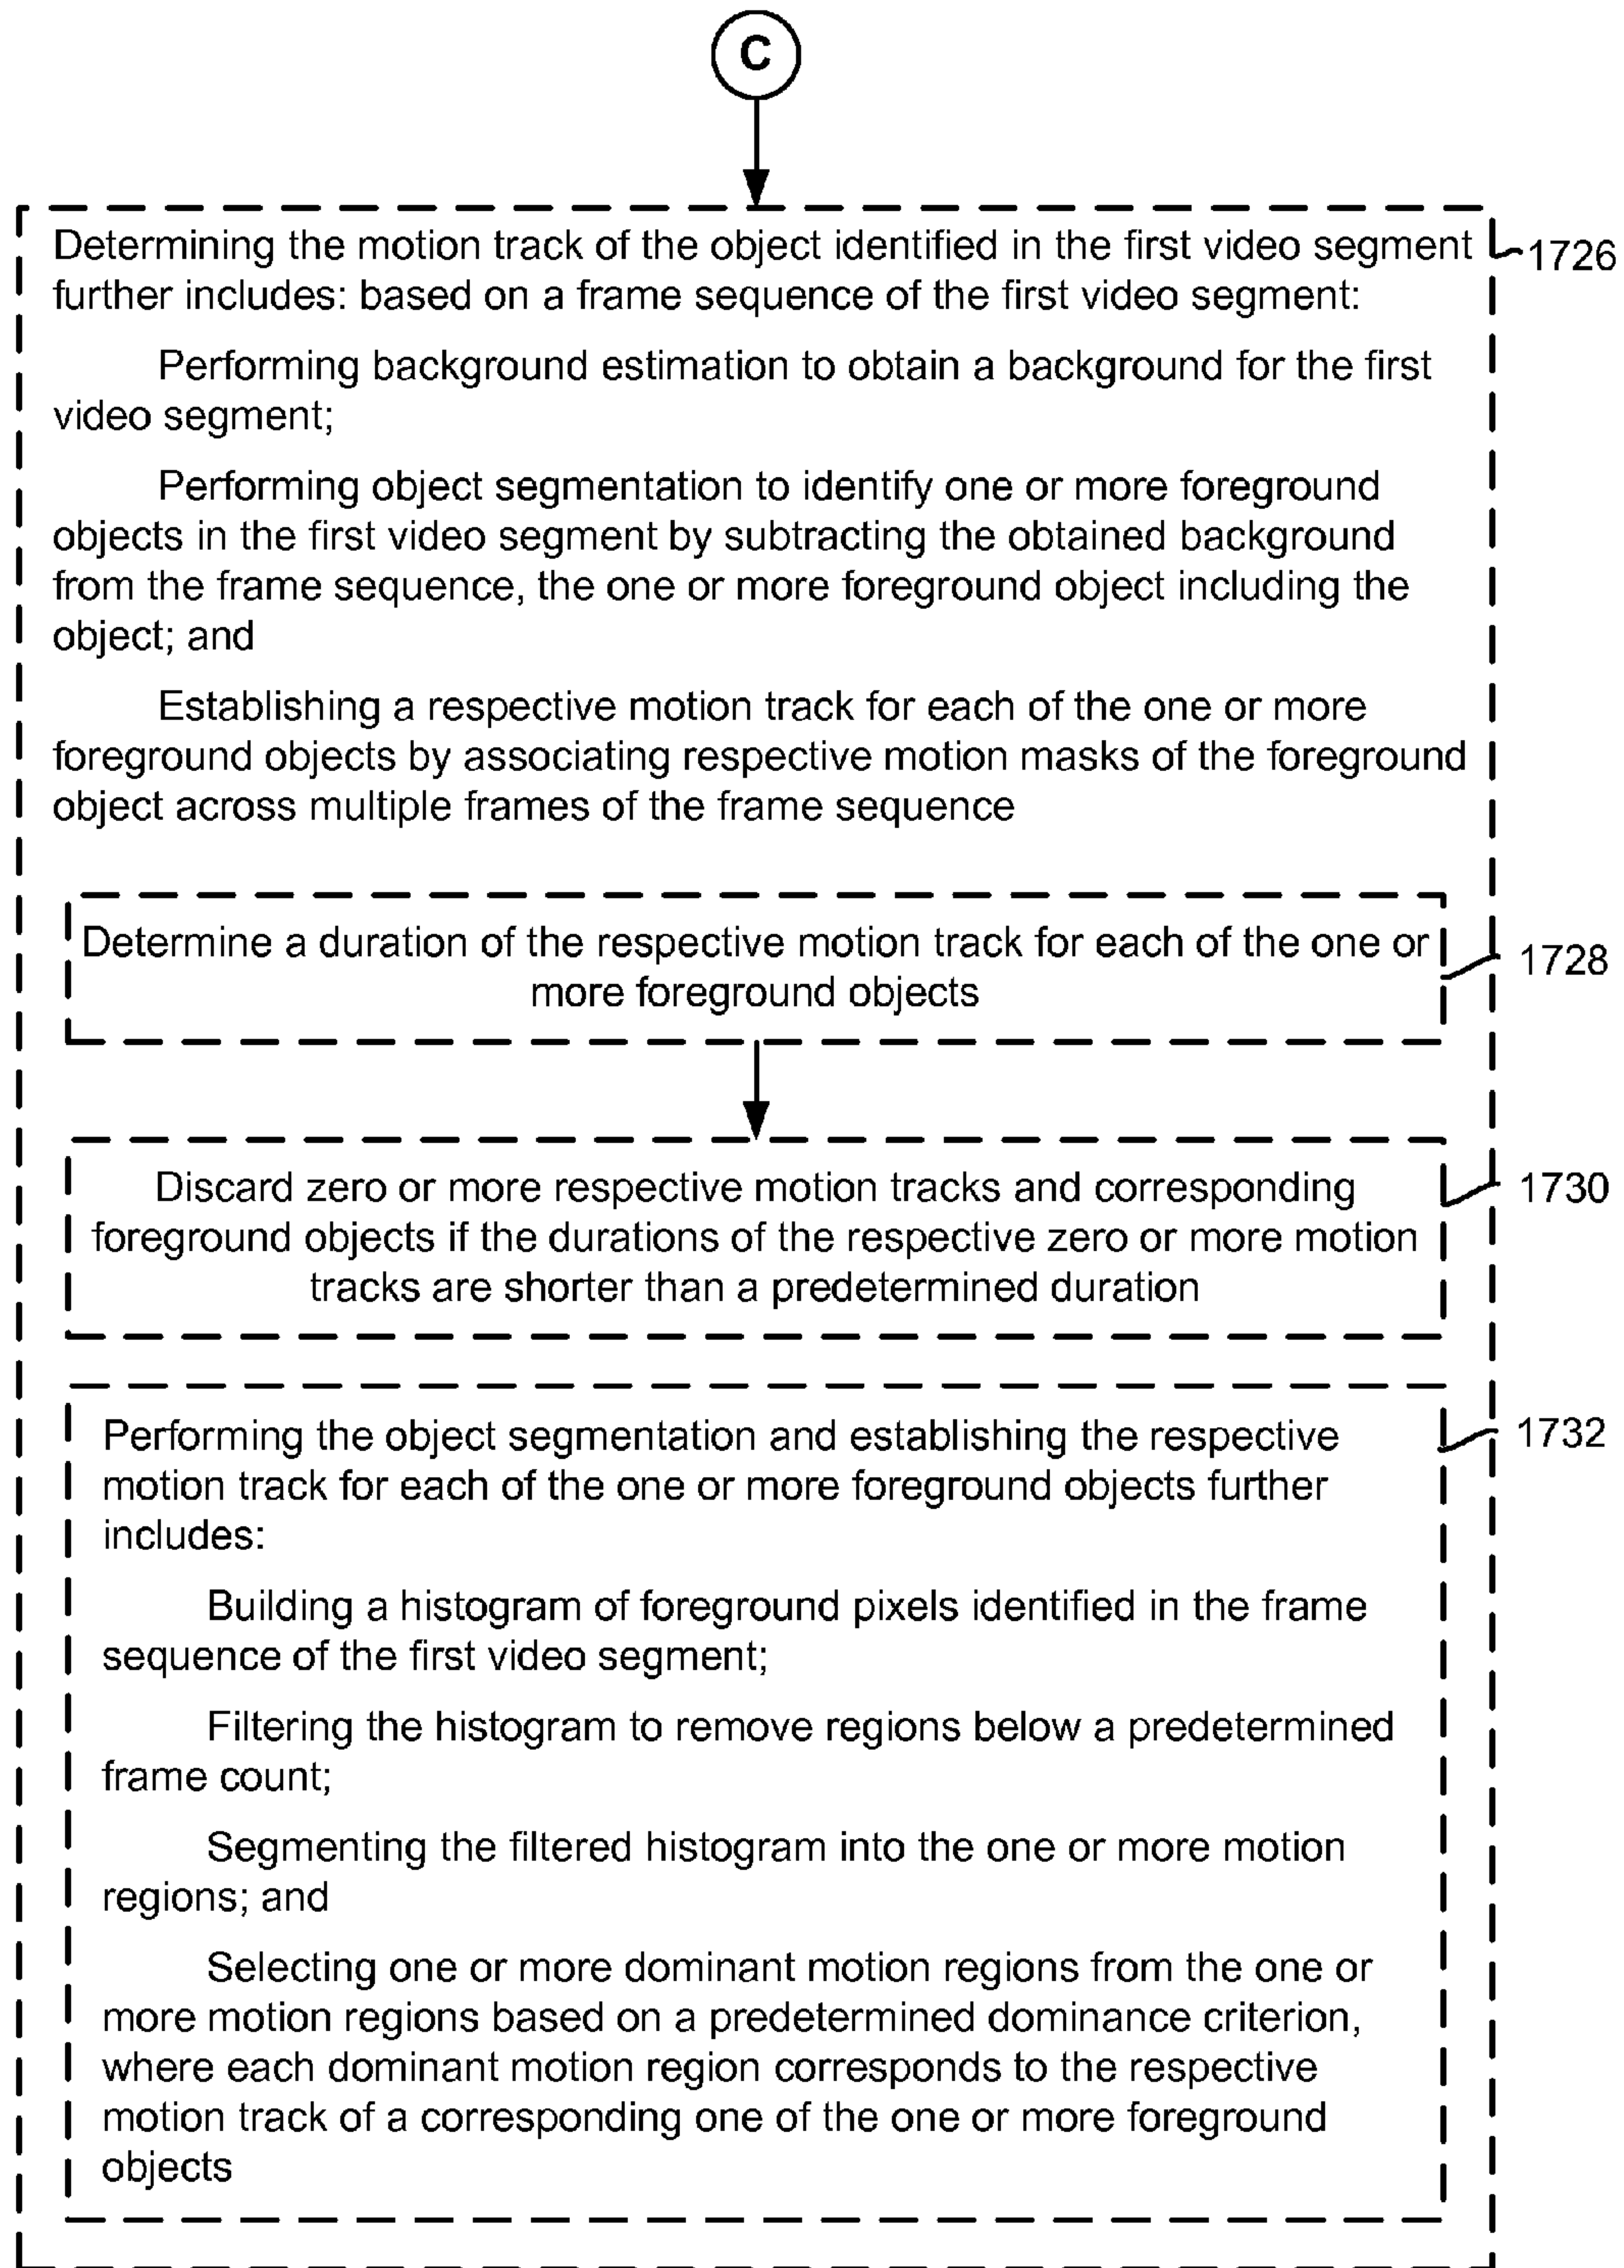 C
Determining the motion track of the object identified in the first video segment
further includes: based on a frame sequence of the first video segment:
1726
Performing background estimation to obtain a background for the first
video segment;
Performing object segmentation to identify one or more foreground
objects in the first video segment by subtracting the obtained background
from the frame sequence, the one or more foreground object including the
object; and
Establishing a respective motion track for each of the one or more
foreground objects by associating respective motion masks of the foreground
object across multiple frames of the frame sequence
Determine a duration of the respective motion track for each of the one or
more foreground objects
1728
Discard zero or more respective motion tracks and corresponding
foreground objects if the durations of the respective zero or more motion
tracks are shorter than a predetermined duration
1730
Performing the object segmentation and establishing the respective
motion track for each of the one or more foreground objects further
includes:
1732
Building a histogram of foreground pixels identified in the frame
sequence of the first video segment;
Filtering the histogram to remove regions below a predetermined
frame count;
Segmenting the filtered histogram into the one or more motion
regions; and
Selecting one or more dominant motion regions from the one or
more motion regions based on a predetermined dominance criterion,
where each dominant motion region corresponds to the respective
motion track of a corresponding one of the one or more foreground
objects